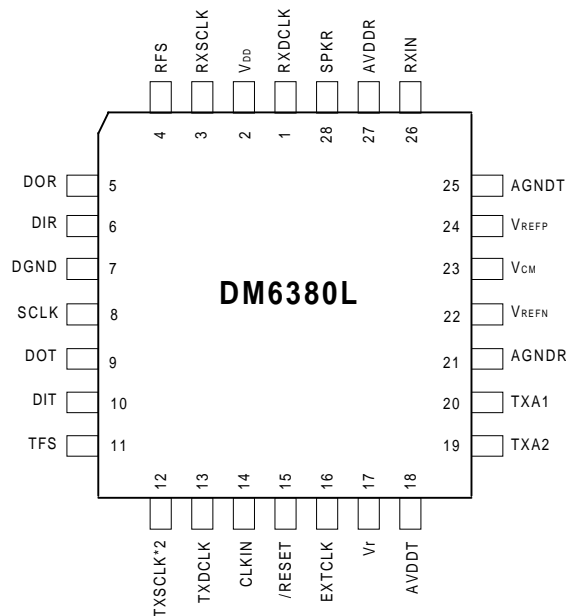 RFS
RXSCLK
VDD
RXDCLK
SPKR
AVDDR
RXIN
4
3
2
1
28
27
26
DOR 5
DIR 6
DGND 7
SCLK 8
DOT 9
DIT 10
TFS 11
DM6380L
25 AGNDT
24 VREFP
23 VCM
22 VREFN
21 AGNDR
20 TXA1
19 TXA2
12
13
14
15
16
17
18
TXSCLK*2
TXDCLK
CLKIN
/RESET
EXTCLK
Vr
AVDDT